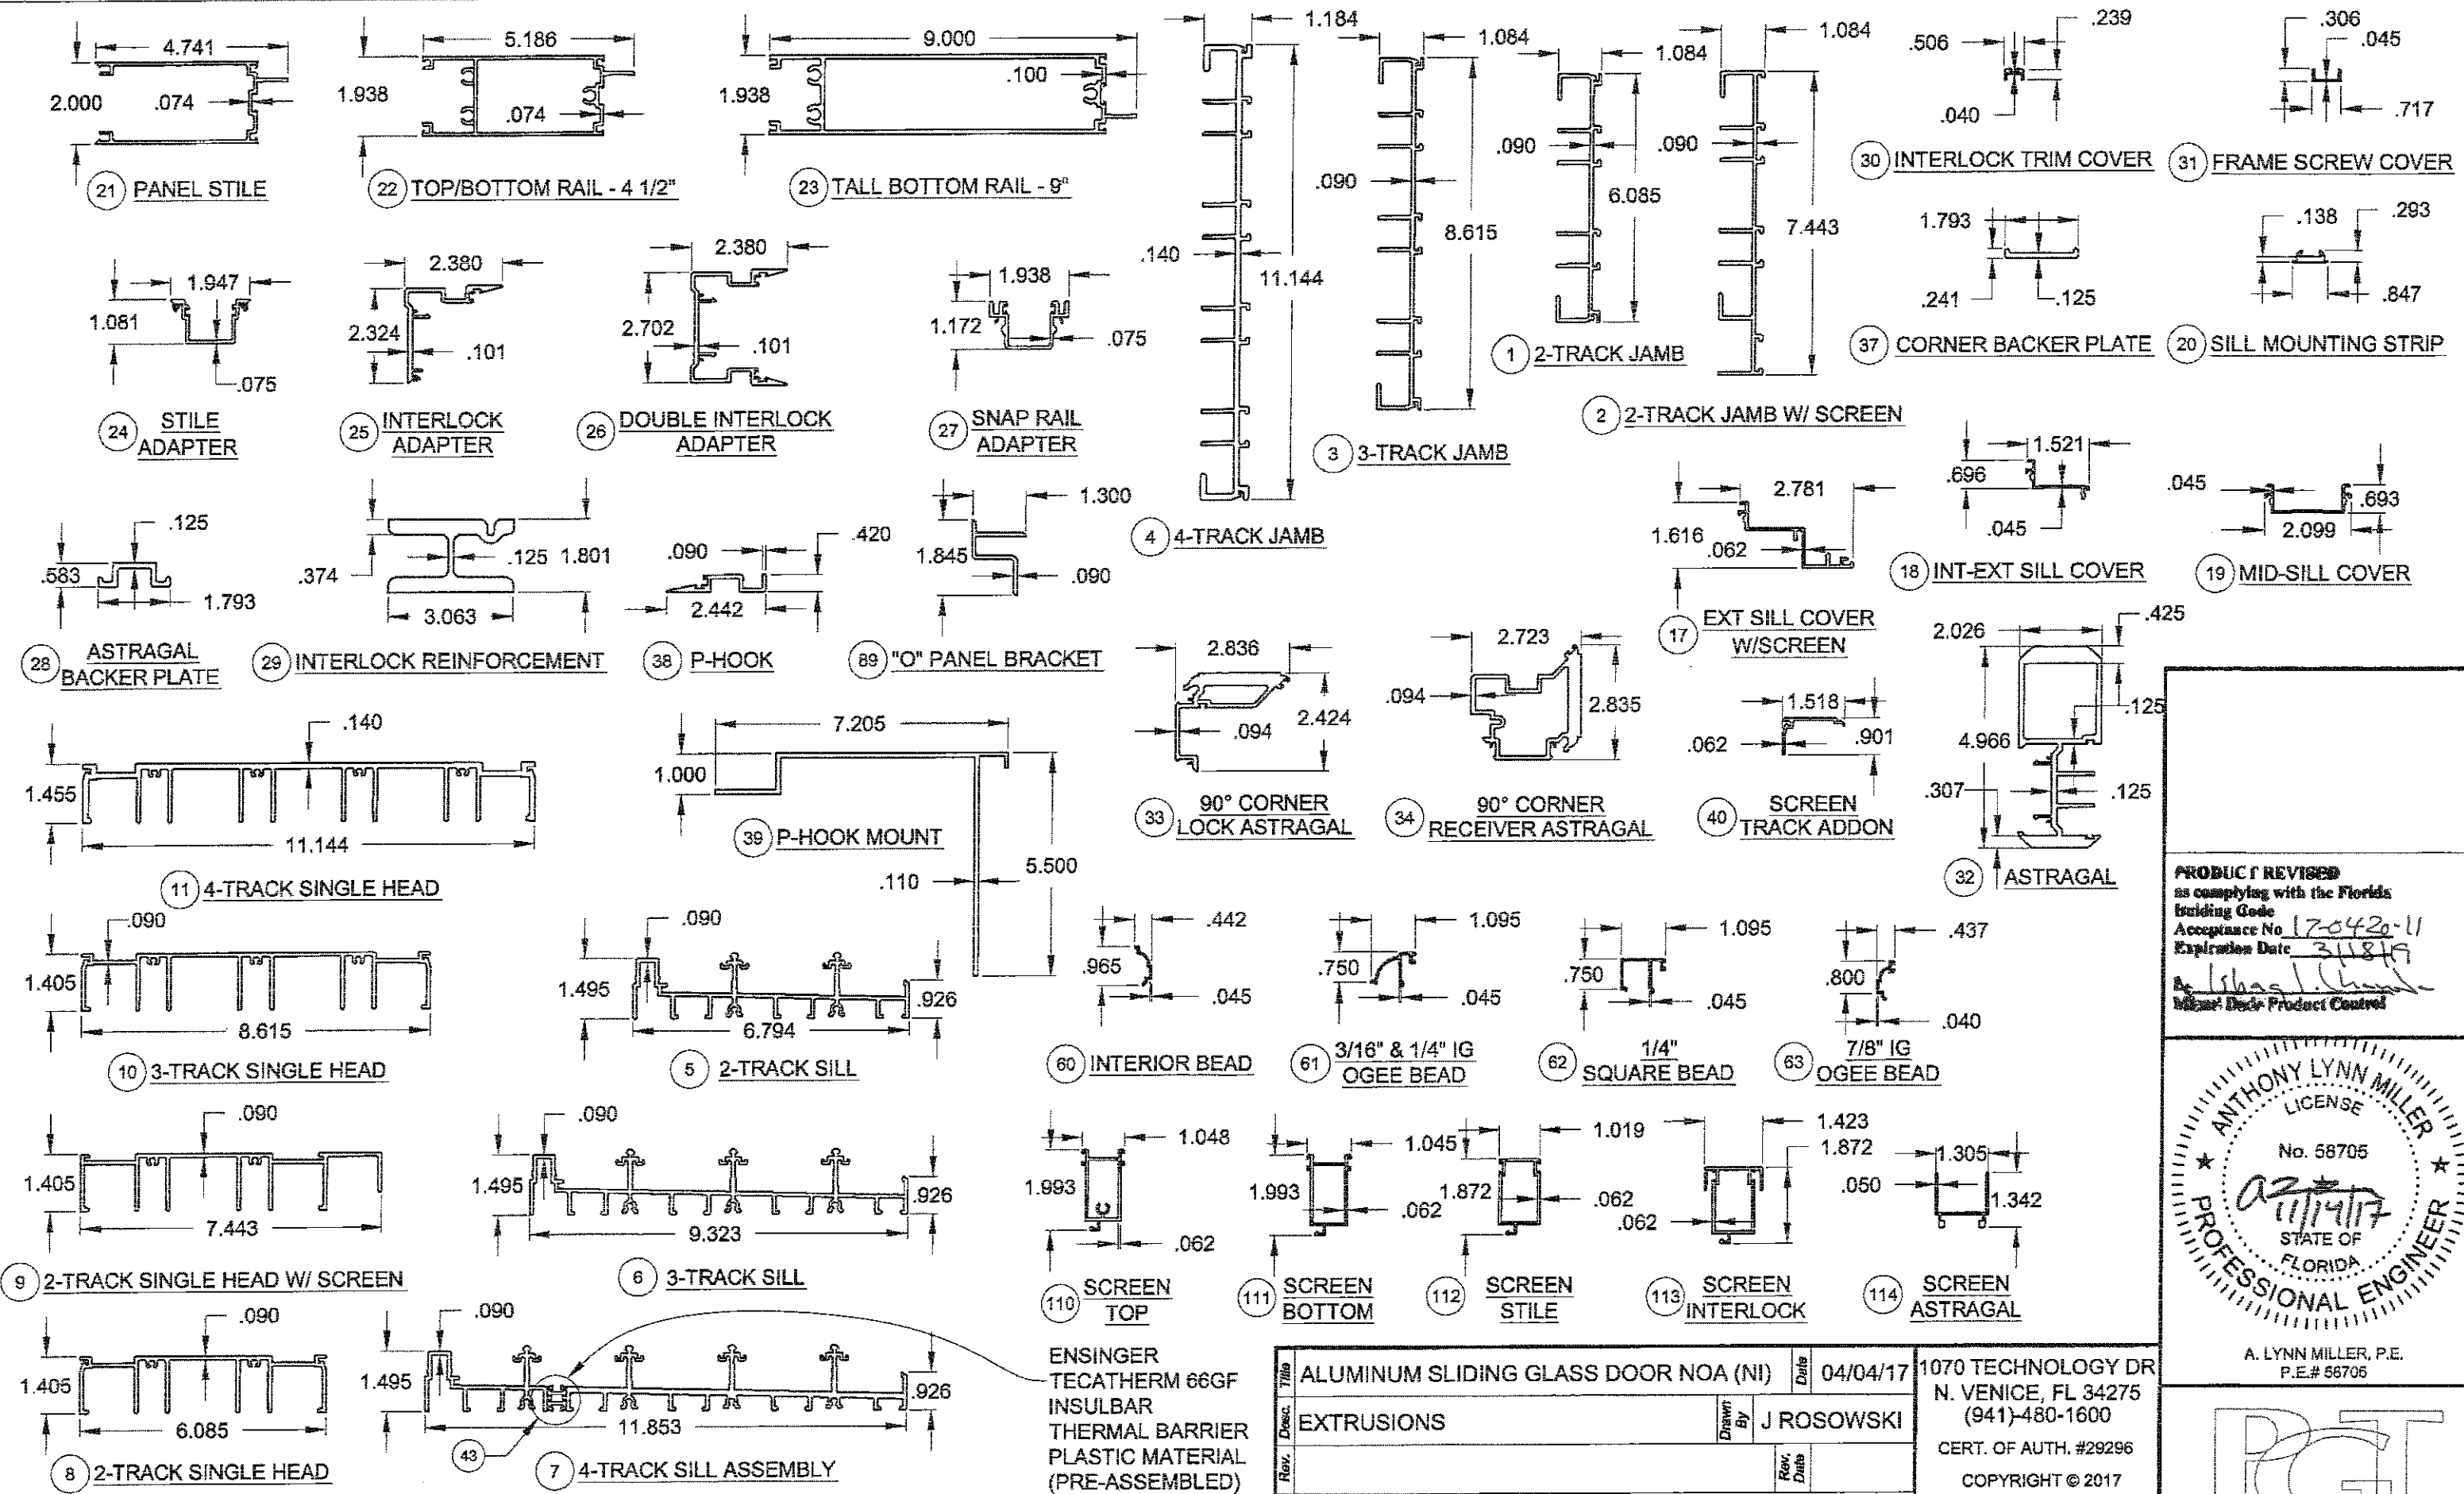 4.741
2.000
.074
21 PANEL STILE
5.186
1.938
.074
22 TOP/BOTTOM RAIL - 4 1/2"
9.000
1.938
.100
23 TALL BOTTOM RAIL - 9"
1.184
.140
11.144
4 4-TRACK JAMB
1.084
.090
8.615
3 3-TRACK JAMB
1.084
.090
6.085
1 2-TRACK JAMB
1.084
.090
7.443
2 2-TRACK JAMB W/ SCREEN
.239
.506
.040
30 INTERLOCK TRIM COVER
.306
.045
.717
31 FRAME SCREW COVER
1.793
.241
.125
37 CORNER BACKER PLATE
.138
.293
.847
20 SILL MOUNTING STRIP
1.947
1.081
.075
24 STILE
ADAPTER
2.380
2.324
.101
25 INTERLOCK
ADAPTER
2.380
2.702
.101
26 DOUBLE INTERLOCK
ADAPTER
1.938
1.172
.075
27 SNAP RAIL
ADAPTER
.125
.583
1.793
28 ASTRAGAL
BACKER PLATE
.374
.125
1.801
3.063
29 INTERLOCK REINFORCEMENT
.090
.420
2.442
38 P-HOOK
1.300
1.845
.090
89 "O" PANEL BRACKET
2.781
1.616
.062
17 EXT SILL COVER
W/SCREEN
1.521
.696
.045
18 INT-EXT SILL COVER
.045
.693
2.099
19 MID-SILL COVER
.140
1.455
11.144
11 4-TRACK SINGLE HEAD
7.205
1.000
.110
5.500
39 P-HOOK MOUNT
2.836
.094
2.424
33 90° CORNER
LOCK ASTRAGAL
2.723
.094
2.835
34 90° CORNER
RECEIVER ASTRAGAL
1.518
.062
.901
40 SCREEN
TRACK ADDON
2.026
.425
4.966
.125
.307
.125
32 ASTRAGAL
.090
1.405
8.615
10 3-TRACK SINGLE HEAD
.090
1.495
.926
6.794
5 2-TRACK SILL
.442
.965
.045
60 INTERIOR BEAD
1.095
.750
.045
61 3/16" & 1/4" IG
OGEE BEAD
1.095
.750
.045
62 1/4"
SQUARE BEAD
.437
.800
.040
63 7/8" IG
OGEE BEAD
.090
1.405
7.443
9 2-TRACK SINGLE HEAD W/ SCREEN
.090
1.495
.926
9.323
6 3-TRACK SILL
1.048
1.993
.062
110 SCREEN
TOP
1.045
1.993
.062
111 SCREEN
BOTTOM
1.019
1.872
.062
112 SCREEN
STILE
1.423
1.872
.062
113 SCREEN
INTERLOCK
1.305
.050
1.342
114 SCREEN
ASTRAGAL
.090
1.405
6.085
8 2-TRACK SINGLE HEAD
.090
1.495
.926
11.853
43
7 4-TRACK SILL ASSEMBLY
ENSINGER
TECATHERM 66GF
INSULBAR
THERMAL BARRIER
PLASTIC MATERIAL
(PRE-ASSEMBLED)
PRODUCT REVISED
as complying with the Florida
Building Code
Acceptance No 17-0420-11
Expiration Date
By
Miami Dade Product Control
ANTHONY LYNN MILLER
LICENSE
No. 58705
11/14/17
STATE OF
FLORIDA
PROFESSIONAL ENGINEER
A. LYNN MILLER, P.E.
P.E.# 58705
Title ALUMINUM SLIDING GLASS DOOR NOA (NI) Date 04/04/17
Desc. EXTRUSIONS Drawn By J ROSOWSKI
Rev. Rev. Date
1070 TECHNOLOGY DR
N. VENICE, FL 34275
(941)-480-1600
CERT. OF AUTH. #29296
COPYRIGHT © 2017
PGT